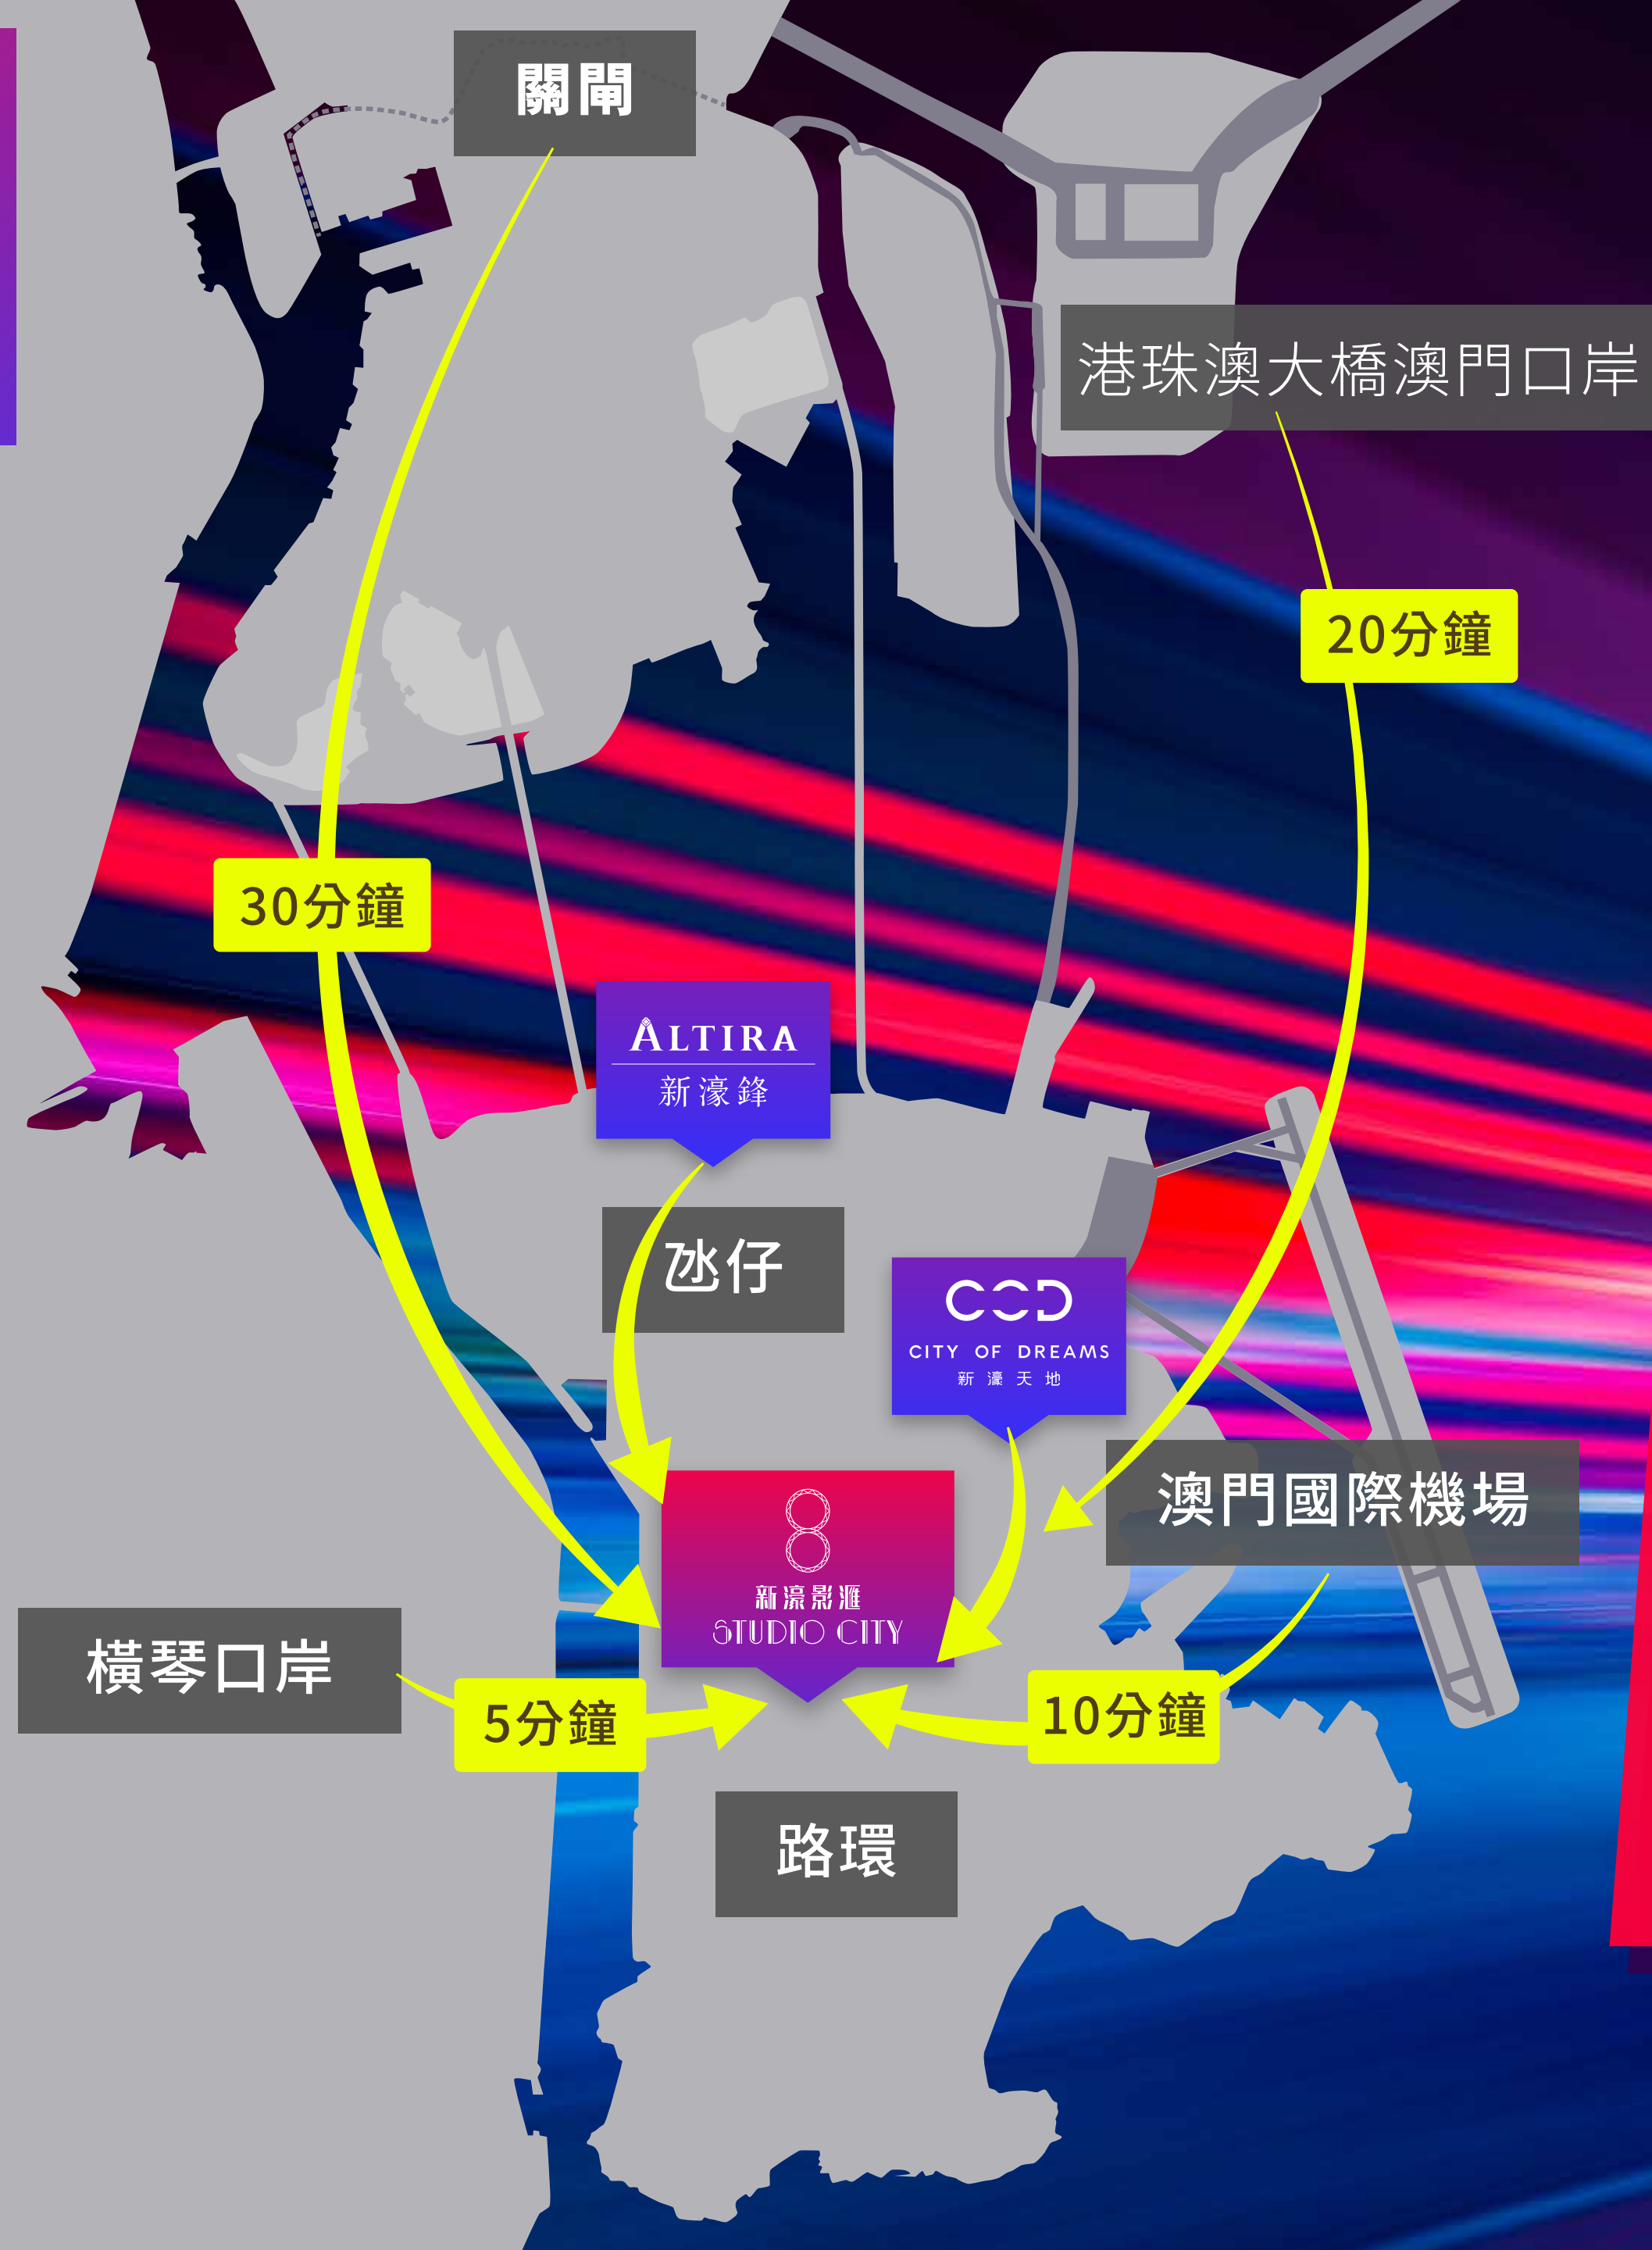 關閘
港珠澳大橋澳門口岸
20分鐘
30分鐘
ALTIRA
新濠鋒
氹仔
COD
CITY OF DREAMS
新濠天地
澳門國際機場
新濠影滙
STUDIO CITY
橫琴口岸
5分鐘
10分鐘
路環